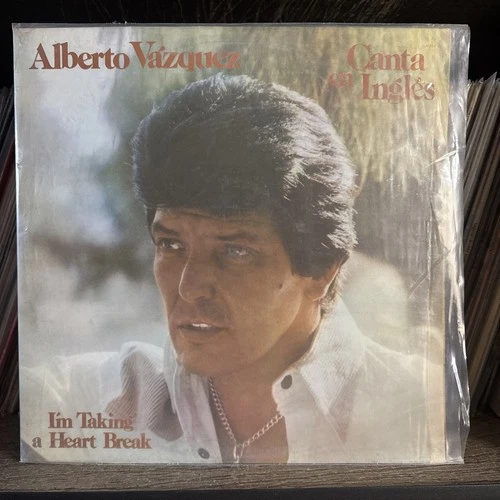 Alberto Vázquez
Canta
en Inglés
I'm Taking
a Heart Break